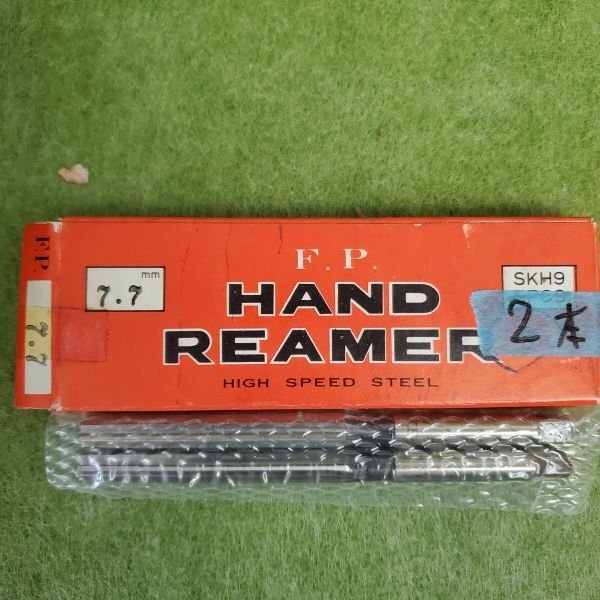 F.P.
7.7
mm
7.7
F.P.
HAND
REAMER
HIGH SPEED STEEL
SKH9
2本